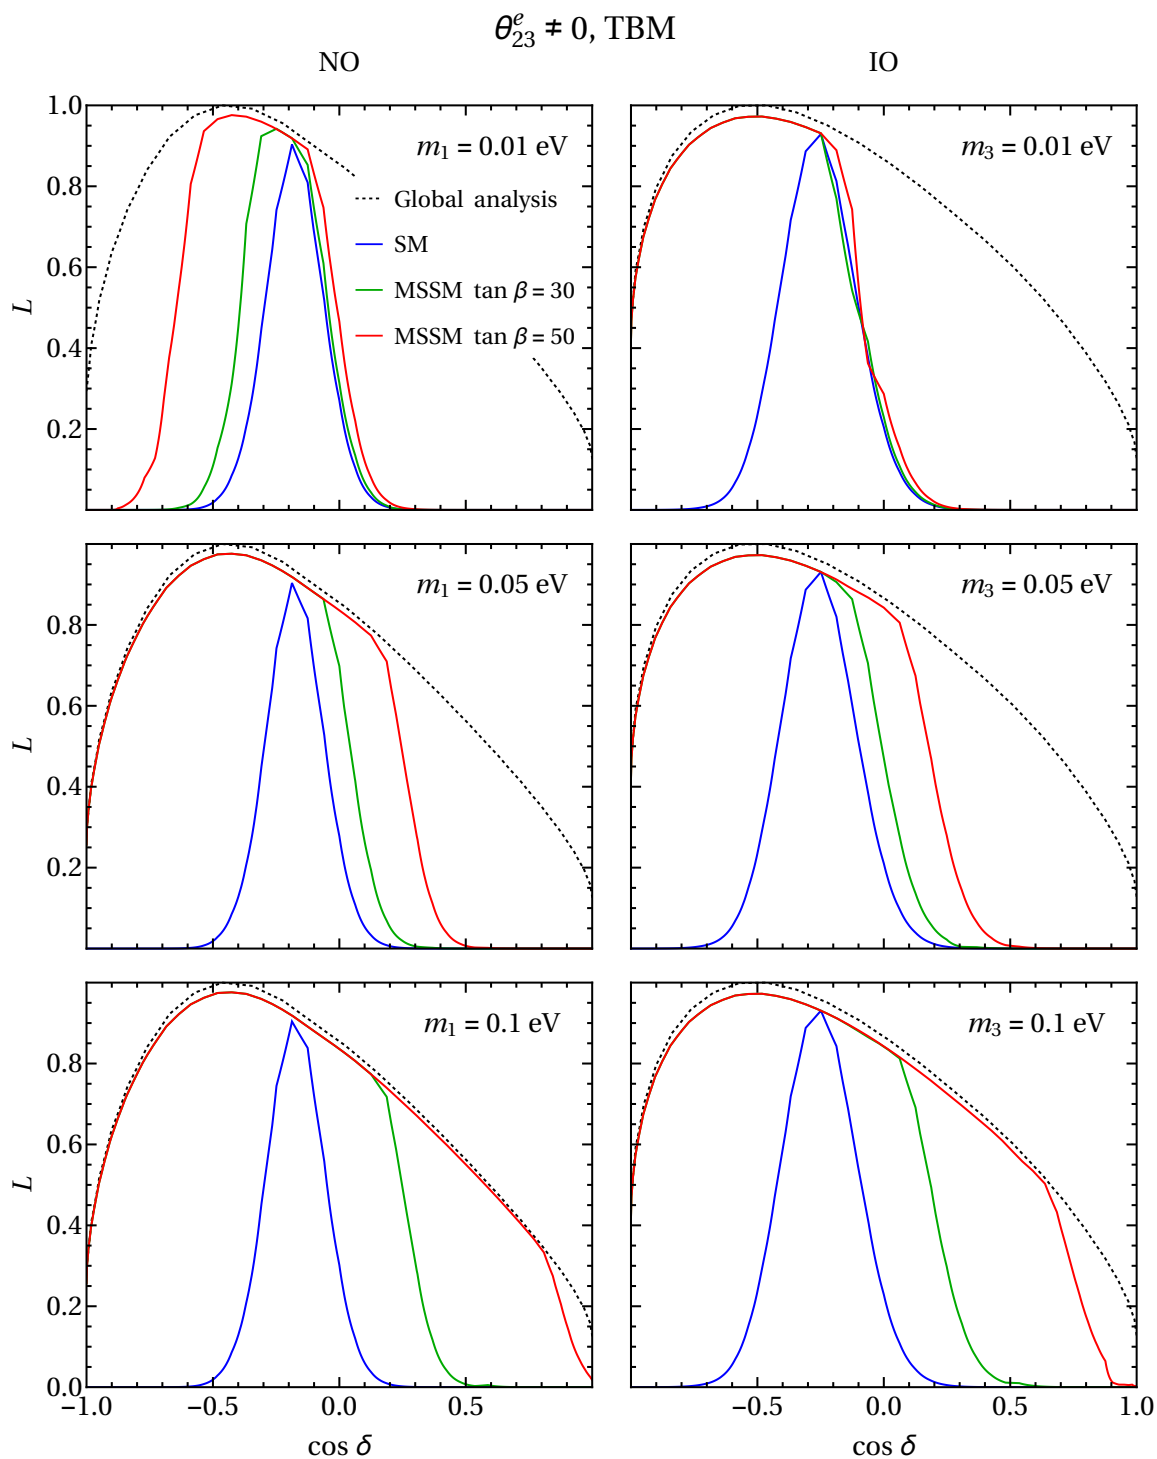 θᵉ₂₃ ≠ 0, TBM
NO
IO
1.0
0.8
0.6
0.4
0.2
L
m₁ = 0.01 eV
Global analysis
SM
MSSM tan β = 30
MSSM tan β = 50
m₃ = 0.01 eV
0.8
0.6
0.4
0.2
L
m₁ = 0.05 eV
m₃ = 0.05 eV
0.8
0.6
0.4
0.2
0.0
L
m₁ = 0.1 eV
m₃ = 0.1 eV
−1.0 −0.5 0.0 0.5
−0.5 0.0 0.5 1.0
cos δ
cos δ